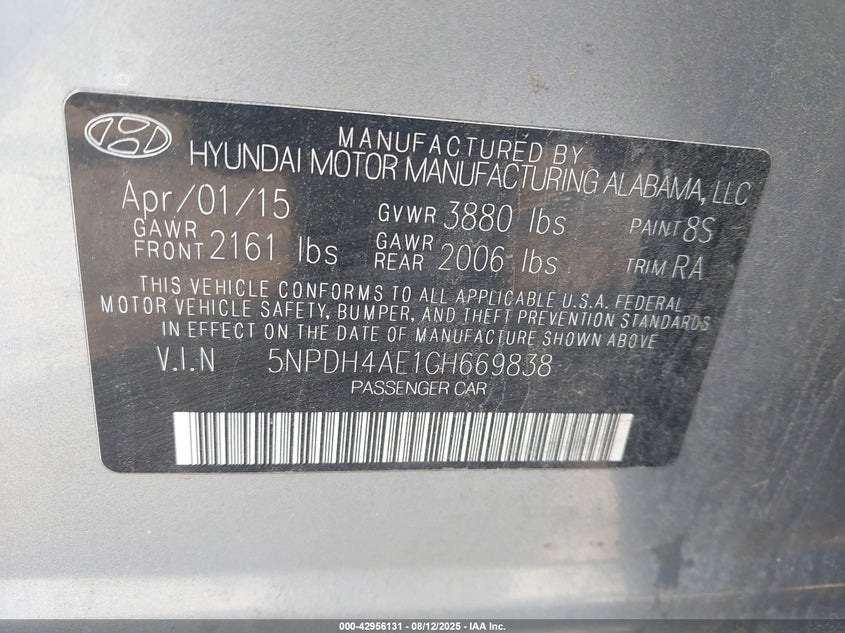 MANUFACTURED BY
HYUNDAI MOTOR MANUFACTURING ALABAMA, LLC
Apr/01/15 GVWR 3880 lbs PAINT 8S
GAWR FRONT 2161 lbs GAWR REAR 2006 lbs TRIM RA
THIS VEHICLE CONFORMS TO ALL APPLICABLE U.S.A. FEDERAL
MOTOR VEHICLE SAFETY, BUMPER, AND THEFT PREVENTION STANDARDS
IN EFFECT ON THE DATE OF MANUFACTURE SHOWN ABOVE
V.I.N 5NPDH4AE1GH669838
PASSENGER CAR
000-42956131 - 08/12/2025 - IAA Inc.